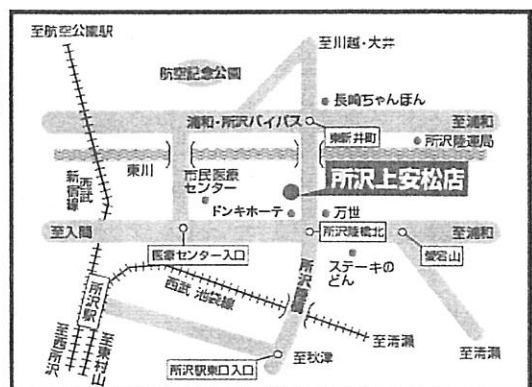 至航空公園駅
至川越・大井
航空記念公園
長崎ちゃんぽん
浦和・所沢バイパス
東新井町
至浦和
所沢陸運局
東川
市民医療
センター
所沢上安松店
西武
新宿線
ドンキホーテ
万世
至入間
医療センター入口
所沢陸橋北
愛宕山
至浦和
所沢陸橋
ステーキの
どん
所沢駅
西武 池袋線
至清瀬
至清瀬
至西所沢
至東村山
所沢駅東口入口
至秋津